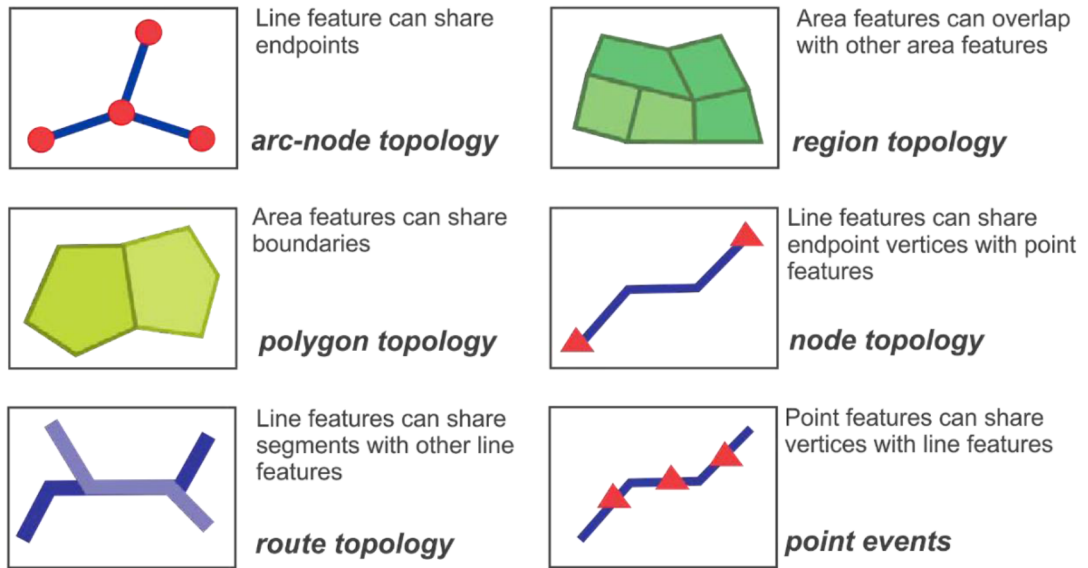 Line feature can share
endpoints
arc-node topology
Area features can overlap
with other area features
region topology
Area features can share
boundaries
polygon topology
Line features can share
endpoint vertices with point
features
node topology
Line features can share
segments with other line
features
route topology
Point features can share
vertices with line features
point events